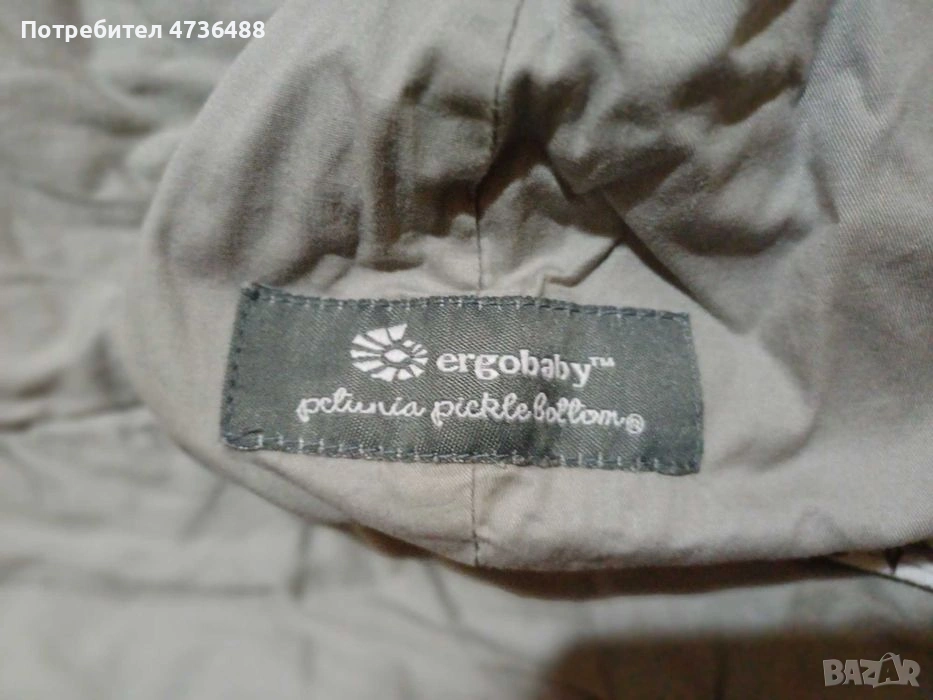 Потребител 4736488
ergobaby™
petunia picklebottom®
BAZAR